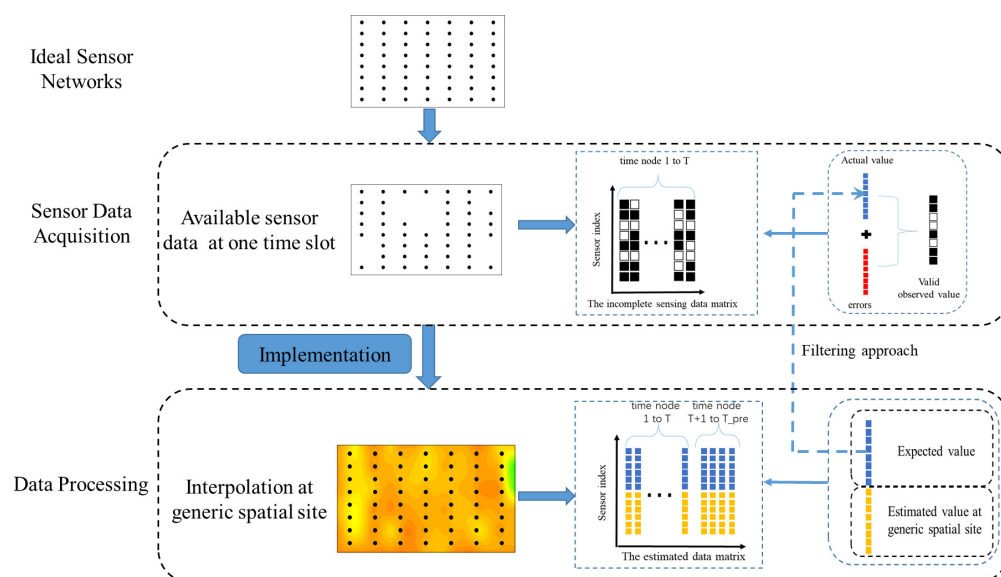 Ideal Sensor
Networks
Sensor Data
Acquisition
Available sensor
data at one time slot
time node 1 to T
Sensor index
The incomplete sensing data matrix
Actual value
errors
Valid
observed value
Implementation
Filtering approach
Data Processing
Interpolation at
generic spatial site
time node
1 to T
time node
T+1 to T_pre
Sensor index
The estimated data matrix
Expected value
Estimated value at
generic spatial site